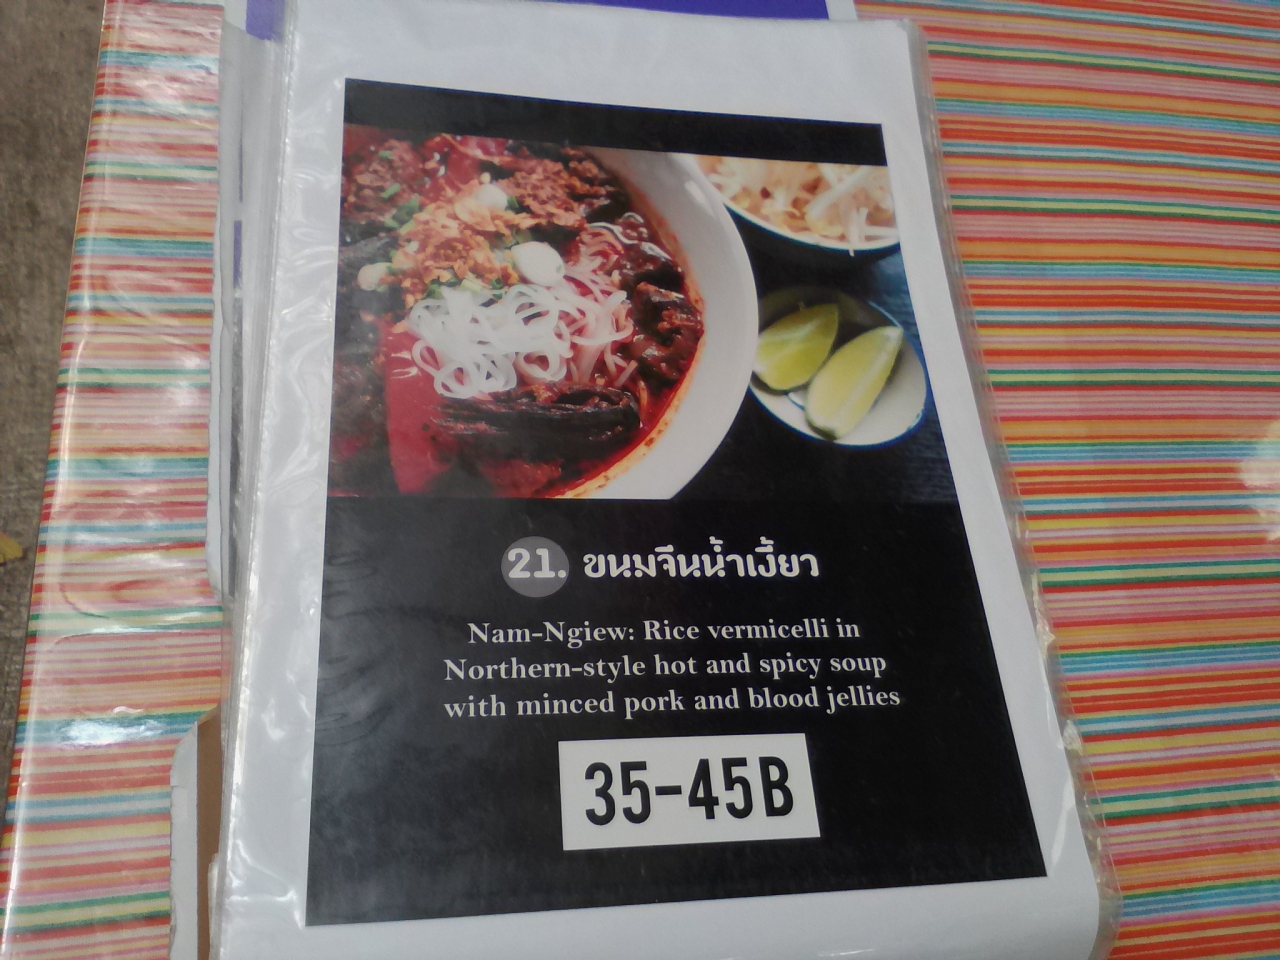 21. ขนมจีนน้ำเงี้ยว
Nam-Ngiew: Rice vermicelli in
Northern-style hot and spicy soup
with minced pork and blood jellies
35-45B